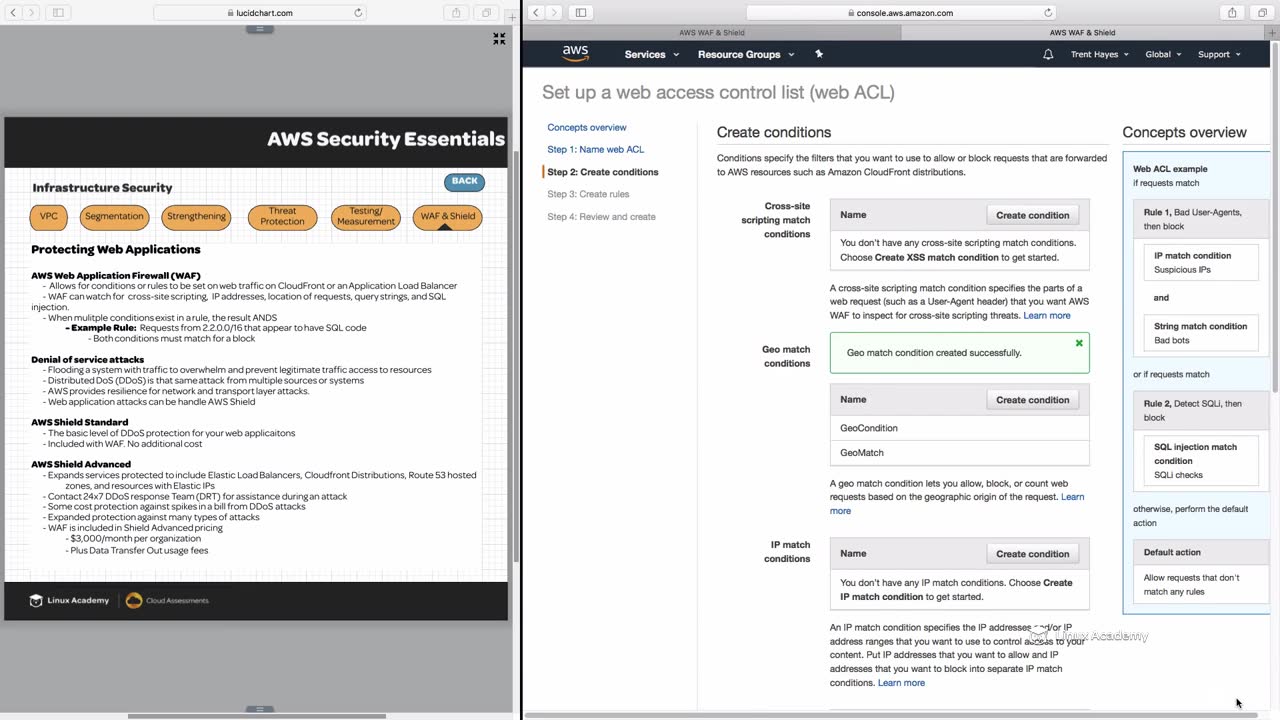 lucidchart.com
AWS Security Essentials
Infrastructure Security
BACK
VPC
Segmentation
Strengthening
Threat
Protection
Testing/
Measurement
WAF & Shield
Protecting Web Applications
AWS Web Application Firewall (WAF)
- Allows for conditions or rules to be set on web traffic on CloudFront or an Application Load Balancer
- WAF can watch for cross-site scripting, IP addresses, location of requests, query strings, and SQL
injection.
- When mulitple conditions exist in a rule, the result ANDS
- Example Rule: Requests from 2.2.0.0/16 that appear to have SQL code
- Both conditions must match for a block
Denial of service attacks
- Flooding a system with traffic to overwhelm and prevent legitimate traffic access to resources
- Distributed DoS (DDoS) is that same attack from multiple sources or systems
- AWS provides resilience for network and transport layer attacks.
- Web application attacks can be handle AWS Shield
AWS Shield Standard
- The basic level of DDoS protection for your web applicaitons
- Included with WAF. No additional cost
AWS Shield Advanced
- Expands services protected to include Elastic Load Balancers, Cloudfront Distributions, Route 53 hosted
zones, and resources with Elastic IPs
- Contact 24x7 DDoS response Team (DRT) for assistance during an attack
- Some cost protection against spikes in a bill from DDoS attacks
- Expanded protection against many types of attacks
- WAF is included in Shield Advanced pricing
- $3,000/month per organization
- Plus Data Transfer Out usage fees
Linux Academy
Cloud Assessments
console.aws.amazon.com
AWS WAF & Shield
AWS WAF & Shield
aws
Services
Resource Groups
Trent Hayes
Global
Support
Set up a web access control list (web ACL)
Concepts overview
Step 1: Name web ACL
Step 2: Create conditions
Step 3: Create rules
Step 4: Review and create
Create conditions
Conditions specify the filters that you want to use to allow or block requests that are forwarded
to AWS resources such as Amazon CloudFront distributions.
Cross-site
scripting match
conditions
Name
Create condition
You don't have any cross-site scripting match conditions.
Choose Create XSS match condition to get started.
A cross-site scripting match condition specifies the parts of a
web request (such as a User-Agent header) that you want AWS
WAF to inspect for cross-site scripting threats. Learn more
Geo match
conditions
Geo match condition created successfully.
Name
Create condition
GeoCondition
GeoMatch
A geo match condition lets you allow, block, or count web
requests based on the geographic origin of the request. Learn
more
IP match
conditions
Name
Create condition
You don't have any IP match conditions. Choose Create
IP match condition to get started.
An IP match condition specifies the IP addresses and/or IP
address ranges that you want to use to control access to your
content. Put IP addresses that you want to allow and IP
addresses that you want to block into separate IP match
conditions. Learn more
Linux Academy
Concepts overview
Web ACL example
if requests match
Rule 1, Bad User-Agents,
then block
IP match condition
Suspicious IPs
and
String match condition
Bad bots
or if requests match
Rule 2, Detect SQLi, then
block
SQL injection match
condition
SQLi checks
otherwise, perform the default
action
Default action
Allow requests that don't
match any rules